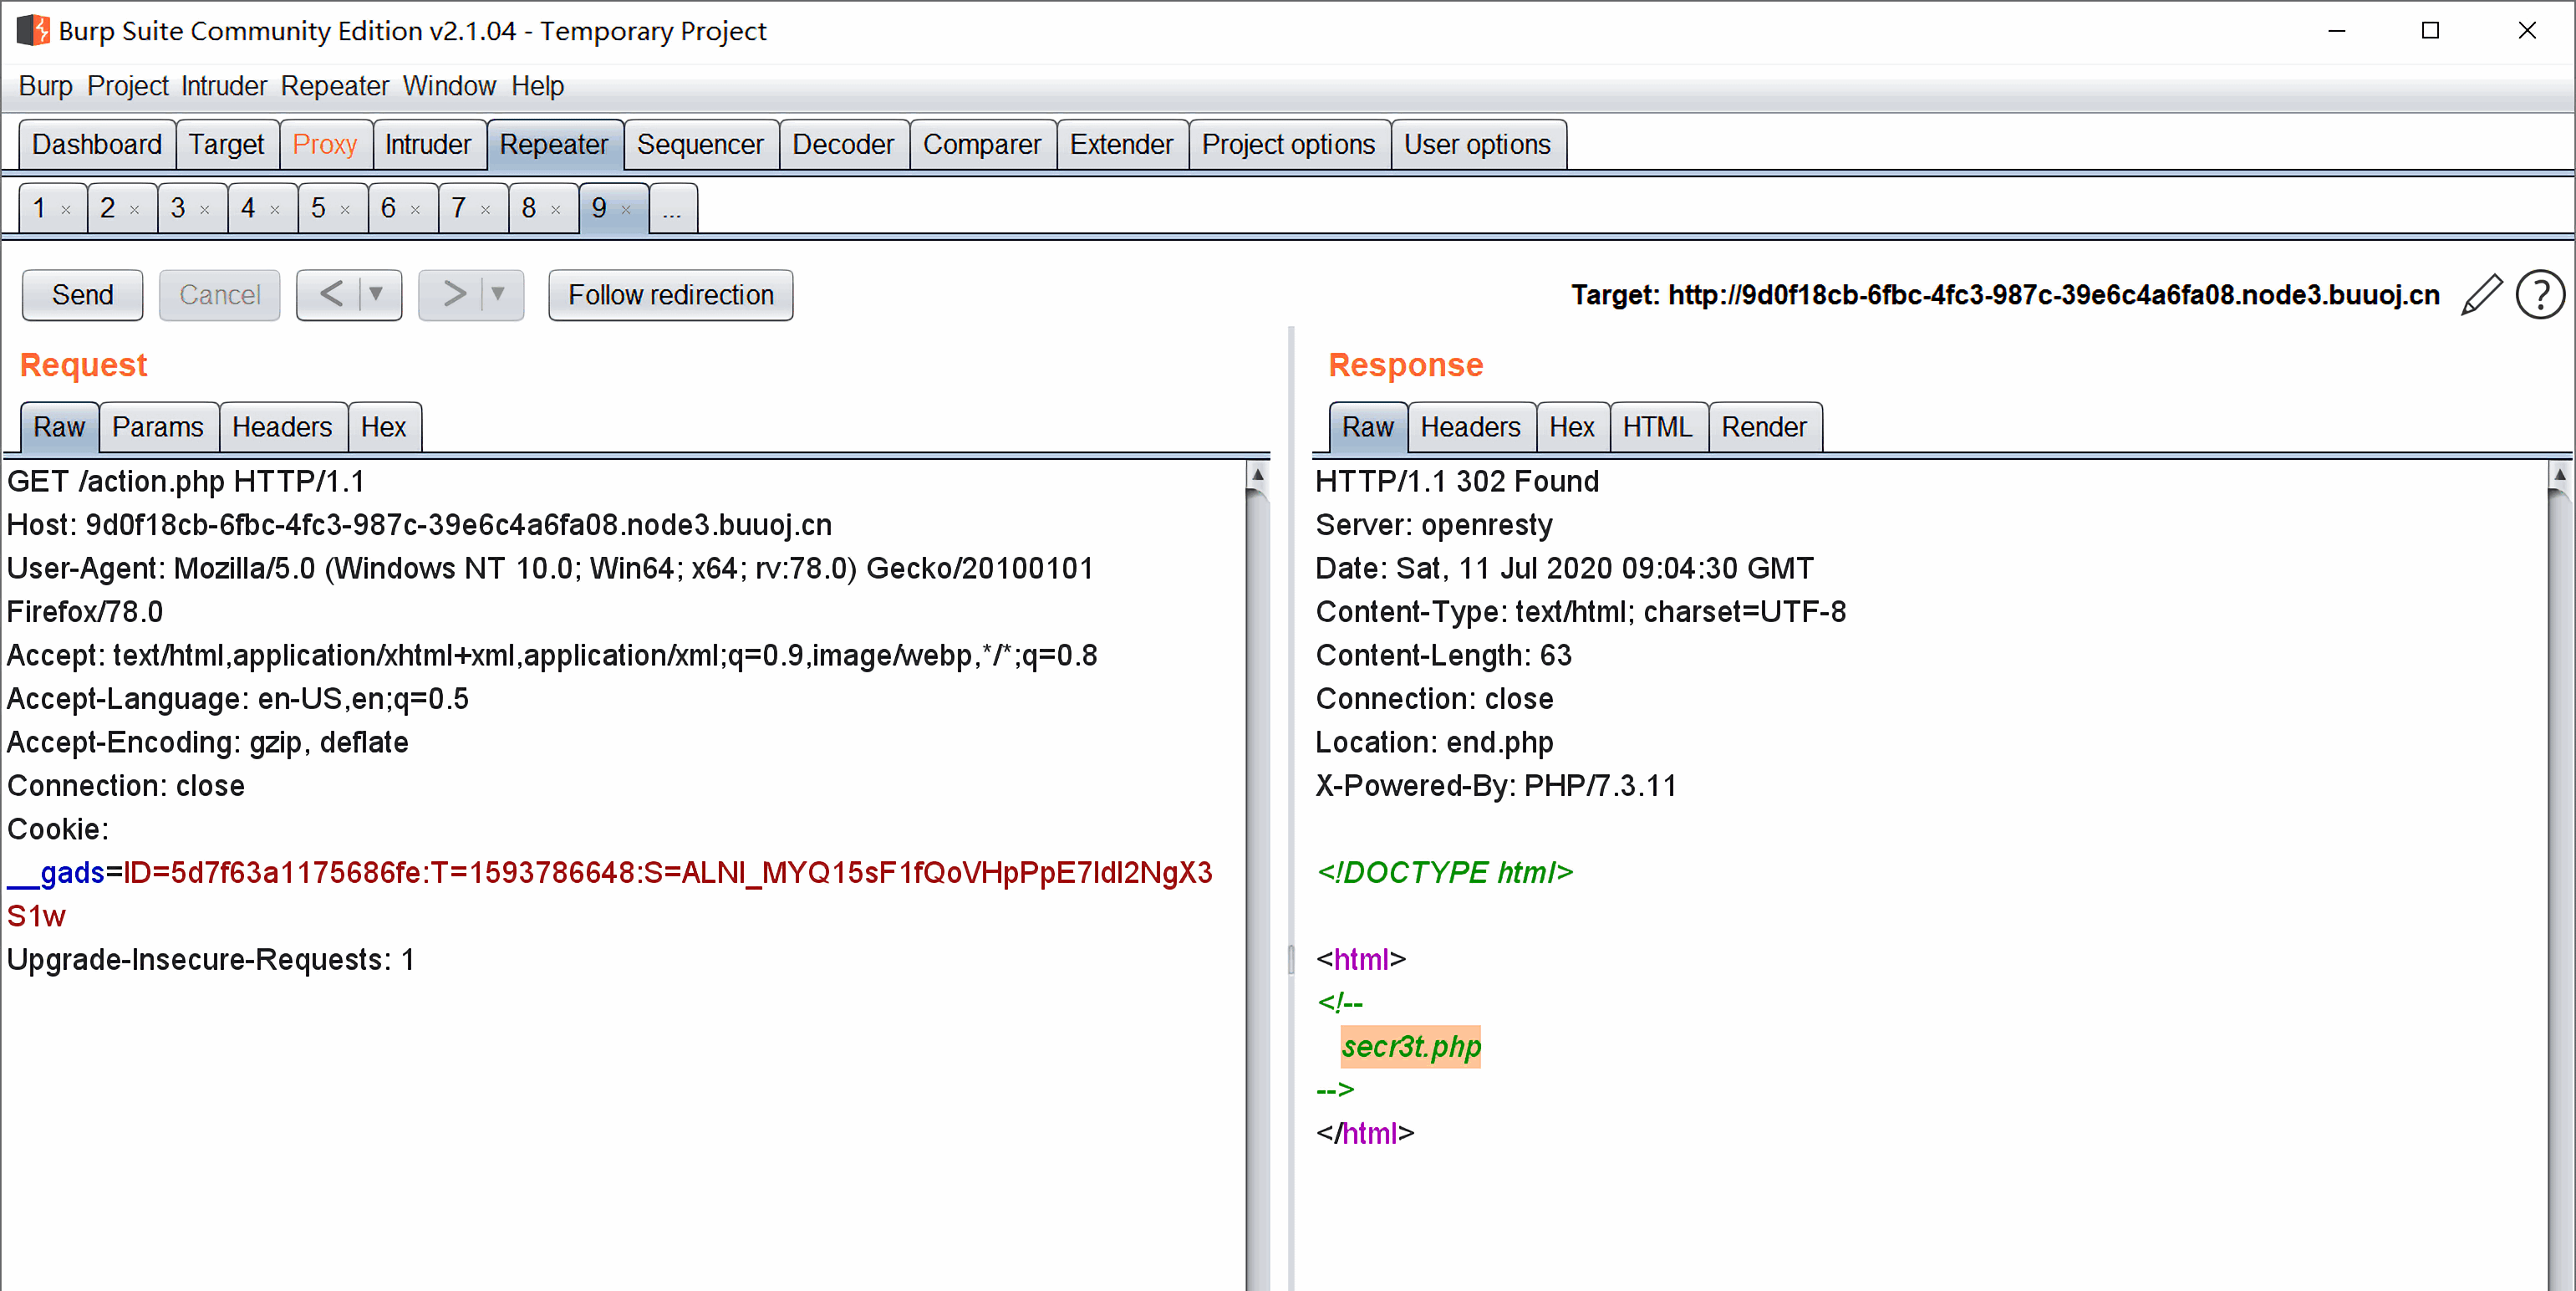 Burp Suite Community Edition v2.1.04 - Temporary Project
Burp Project Intruder Repeater Window Help
Dashboard Target Proxy Intruder Repeater Sequencer Decoder Comparer Extender Project options User options
1 × 2 × 3 × 4 × 5 × 6 × 7 × 8 × 9 × ...
Send Cancel < > Follow redirection Target: http://9d0f18cb-6fbc-4fc3-987c-39e6c4a6fa08.node3.buuoj.cn ?
Request
Raw Params Headers Hex
GET /action.php HTTP/1.1
Host: 9d0f18cb-6fbc-4fc3-987c-39e6c4a6fa08.node3.buuoj.cn
User-Agent: Mozilla/5.0 (Windows NT 10.0; Win64; x64; rv:78.0) Gecko/20100101
Firefox/78.0
Accept: text/html,application/xhtml+xml,application/xml;q=0.9,image/webp,*/*;q=0.8
Accept-Language: en-US,en;q=0.5
Accept-Encoding: gzip, deflate
Connection: close
Cookie:
__gads=ID=5d7f63a1175686fe:T=1593786648:S=ALNI_MYQ15sF1fQoVHpPpE7ldI2NgX3
S1w
Upgrade-Insecure-Requests: 1
Response
Raw Headers Hex HTML Render
HTTP/1.1 302 Found
Server: openresty
Date: Sat, 11 Jul 2020 09:04:30 GMT
Content-Type: text/html; charset=UTF-8
Content-Length: 63
Connection: close
Location: end.php
X-Powered-By: PHP/7.3.11
<!DOCTYPE html>
<html>
<!--
secr3t.php
-->
</html>